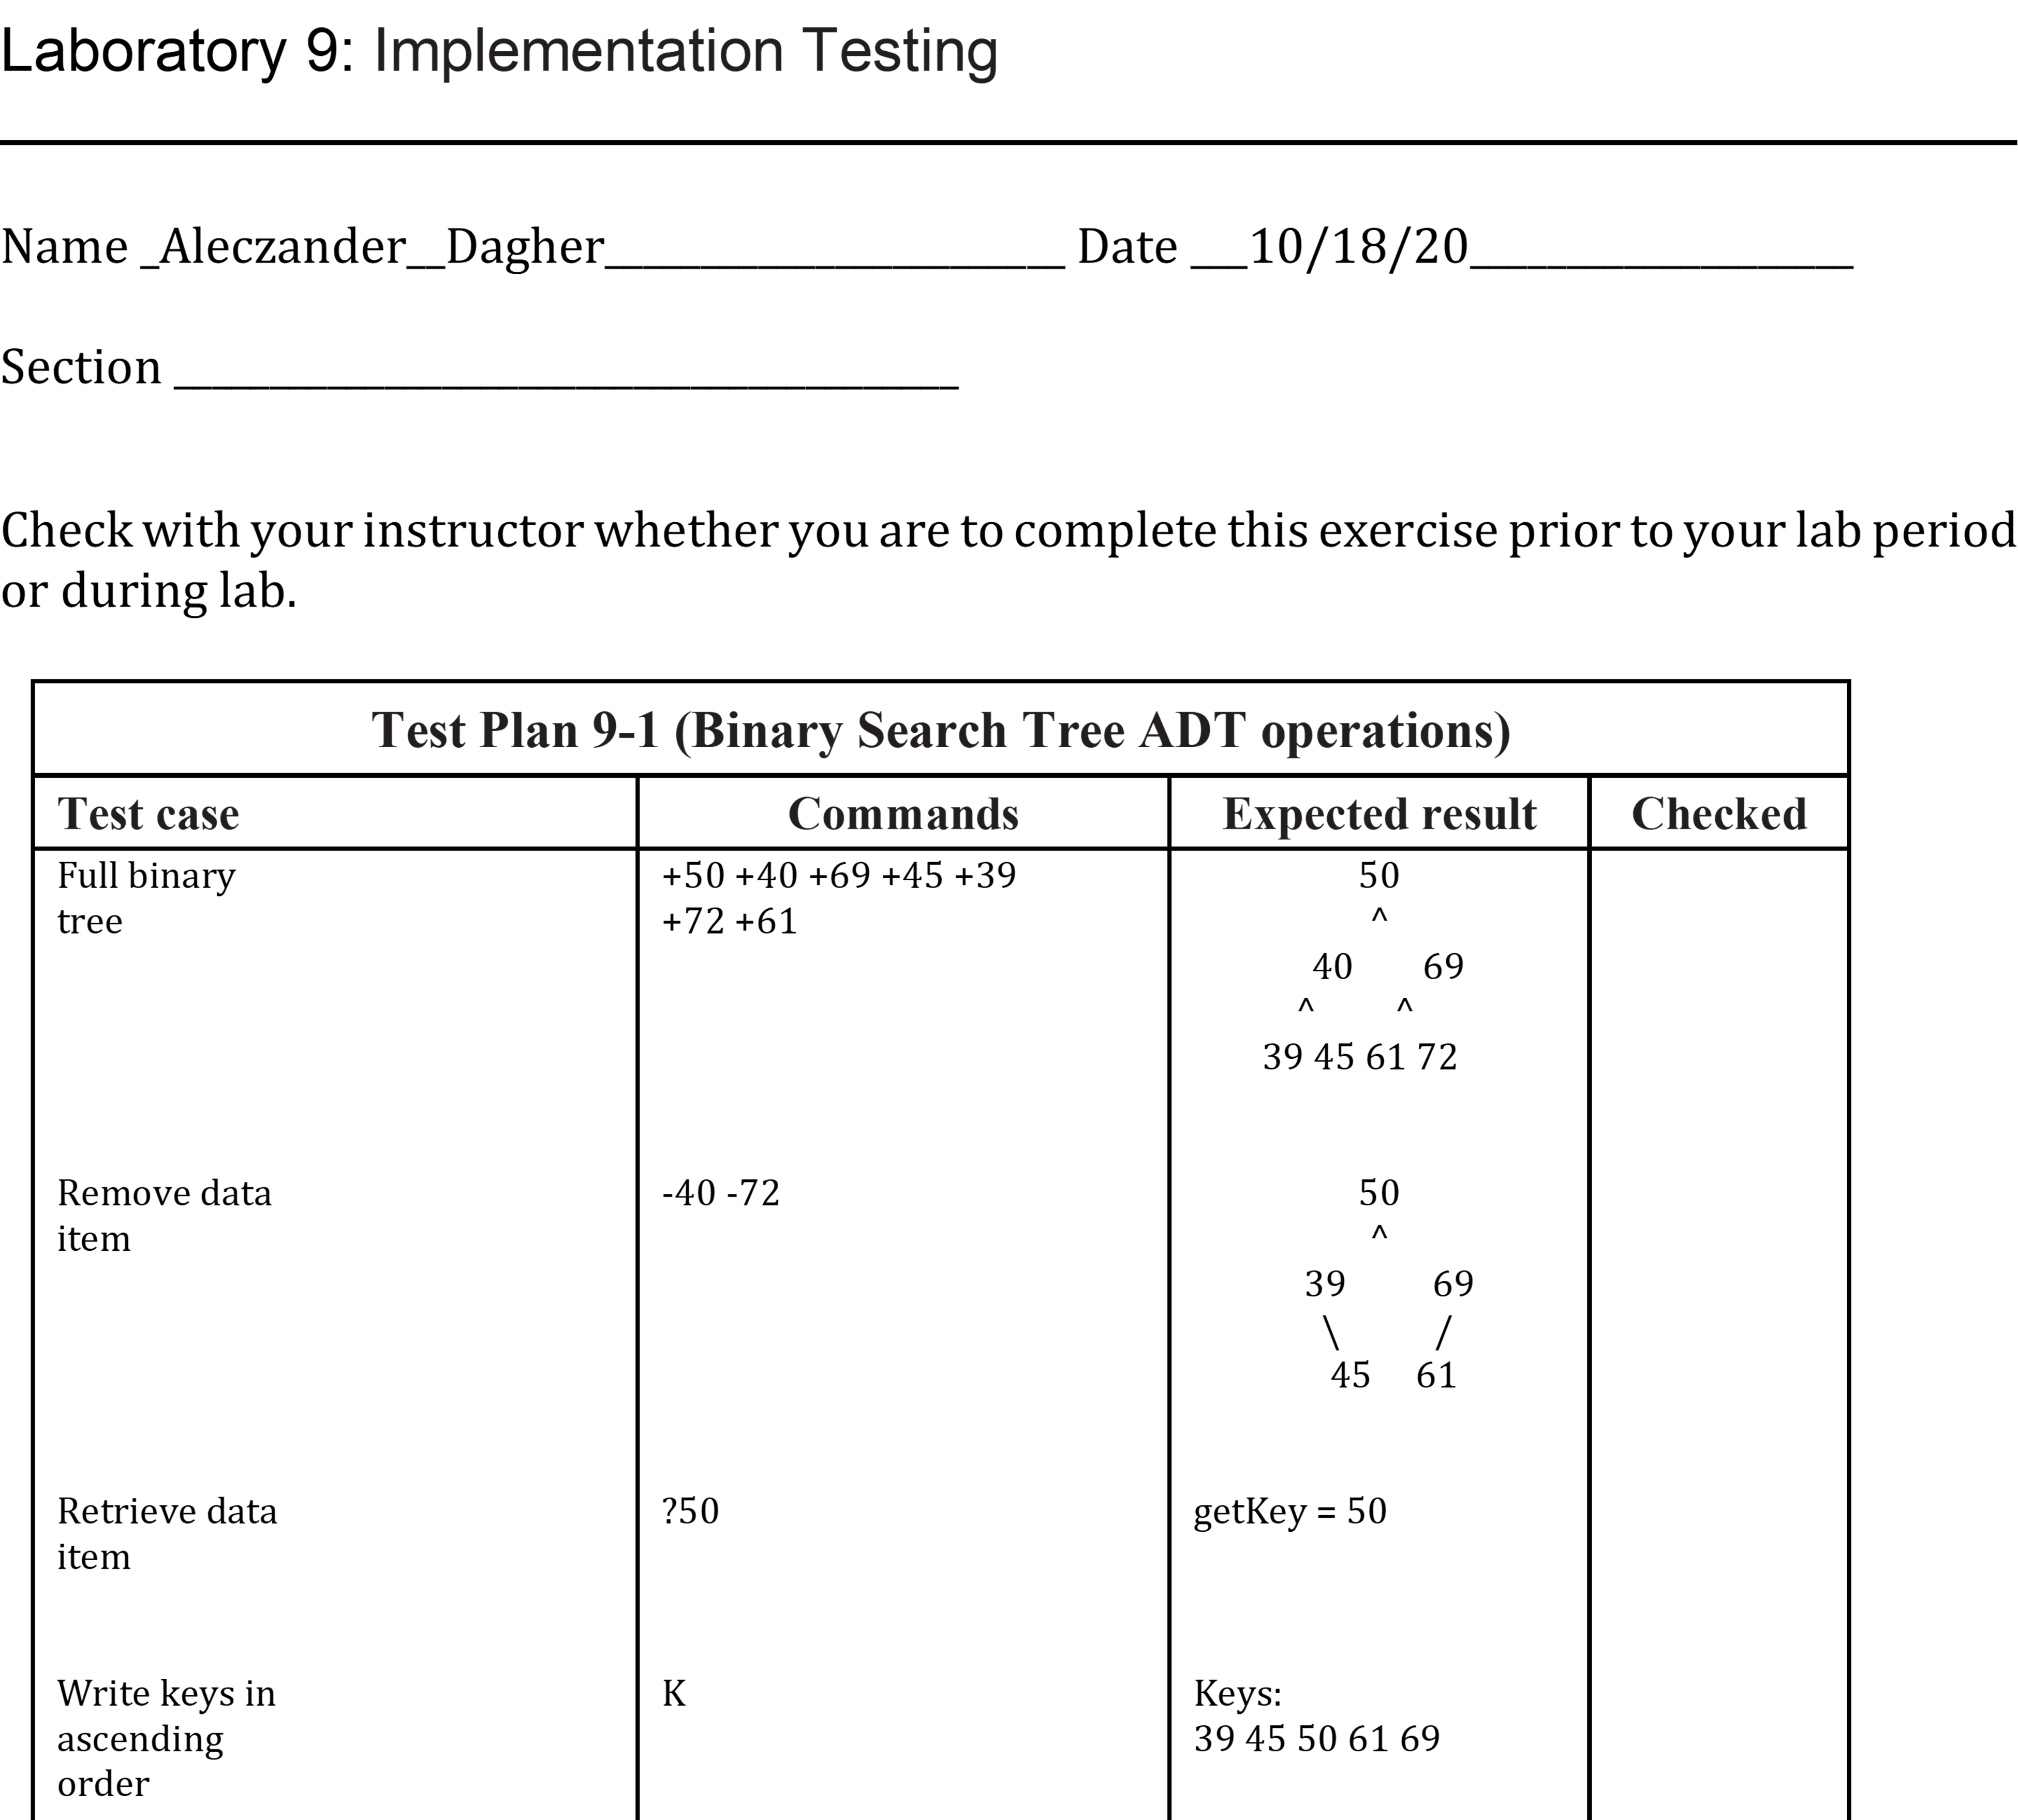 Laboratory 9: Implementation Testing
Name _Aleczander__Dagher________________________ Date ___10/18/20____________________
Section _________________________________________
Check with your instructor whether you are to complete this exercise prior to your lab period
or during lab.
Test Plan 9-1 (Binary Search Tree ADT operations)
Test case Commands Expected result Checked
Full binary +50 +40 +69 +45 +39 50
tree +72 +61 ^
40 69
^ ^
39 45 61 72
Remove data -40 -72 50
item ^
39 69
\ /
45 61
Retrieve data ?50 getKey = 50
item
Write keys in K Keys:
ascending 39 45 50 61 69
order